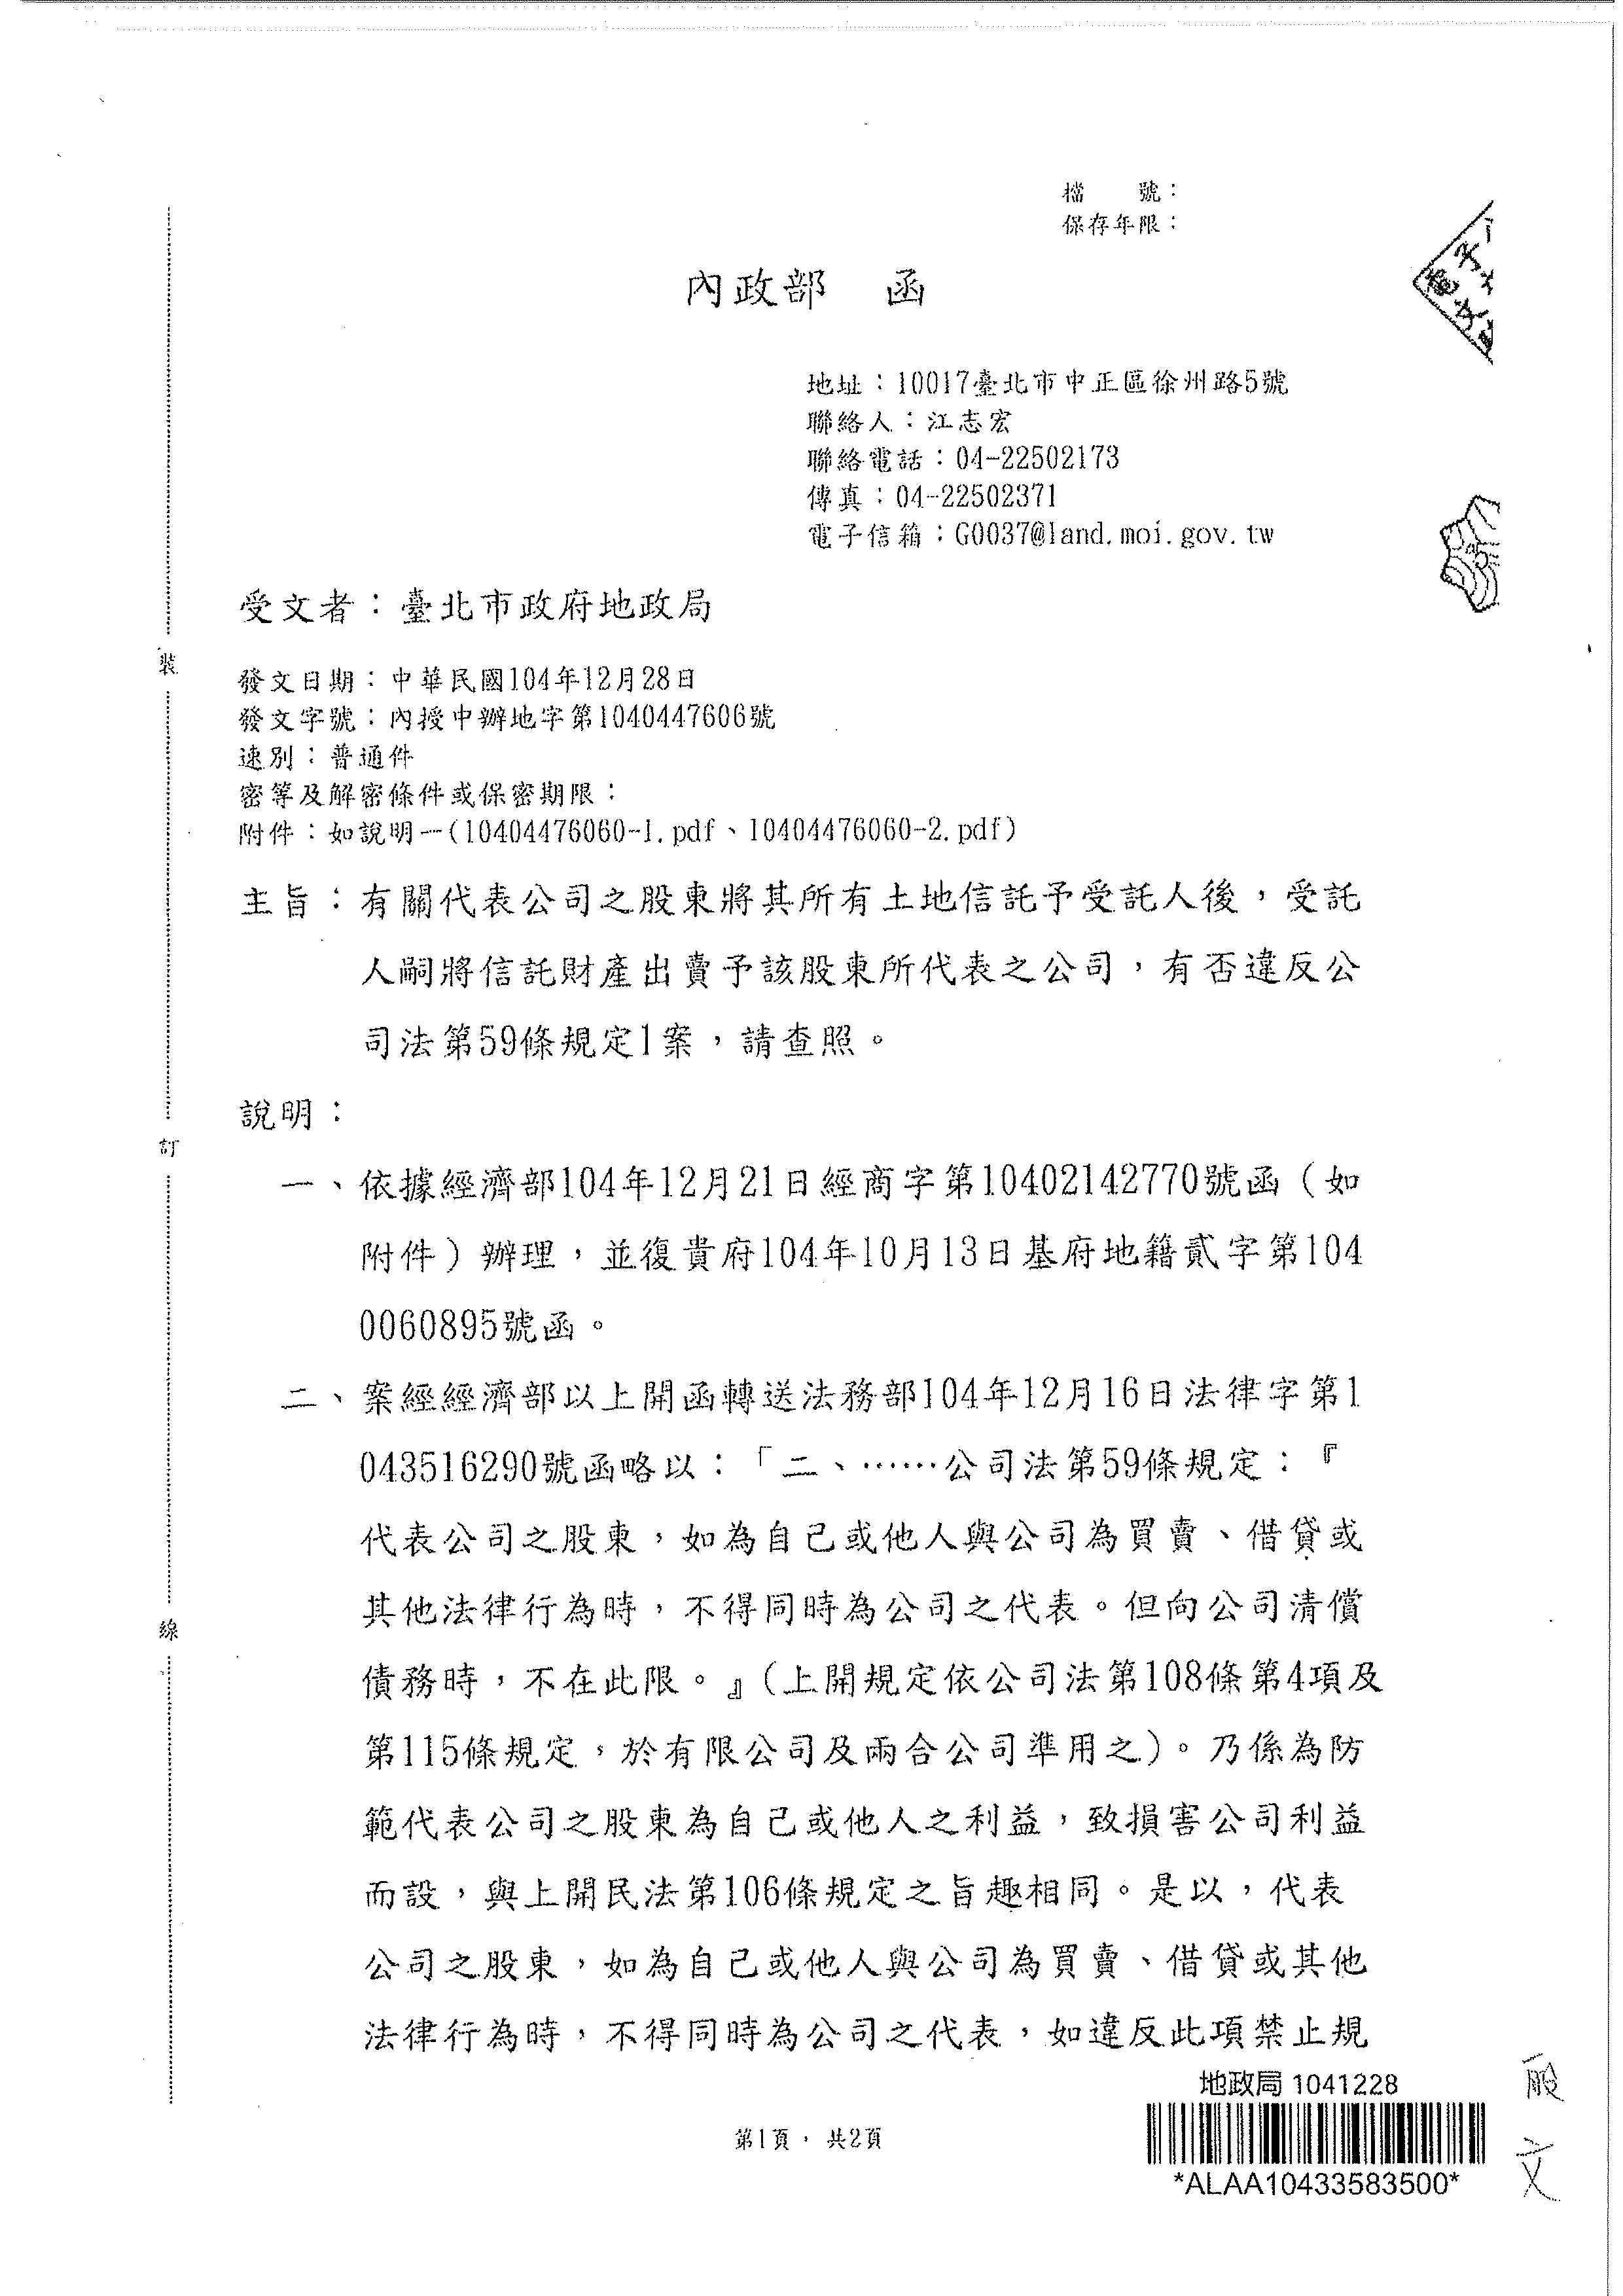 檔　　號：
保存年限：
內政部　函
地址：10017臺北市中正區徐州路5號
聯絡人：江志宏
聯絡電話：04-22502173
傳真：04-22502371
電子信箱：G0037@land.moi.gov.tw
受文者：臺北市政府地政局
發文日期：中華民國104年12月28日
發文字號：內授中辦地字第1040447606號
速別：普通件
密等及解密條件或保密期限：
附件：如說明一(10404476060-1.pdf、10404476060-2.pdf)
主旨：有關代表公司之股東將其所有土地信託予受託人後，受託
人嗣將信託財產出賣予該股東所代表之公司，有否違反公
司法第59條規定1案，請查照。
說明：
一、依據經濟部104年12月21日經商字第10402142770號函（如
附件）辦理，並復貴府104年10月13日基府地籍貳字第104
0060895號函。
二、案經經濟部以上開函轉送法務部104年12月16日法律字第1
043516290號函略以：「二、……公司法第59條規定：『
代表公司之股東，如為自己或他人與公司為買賣、借貸或
其他法律行為時，不得同時為公司之代表。但向公司清償
債務時，不在此限。』(上開規定依公司法第108條第4項及
第115條規定，於有限公司及兩合公司準用之)。乃係為防
範代表公司之股東為自己或他人之利益，致損害公司利益
而設，與上開民法第106條規定之旨趣相同。是以，代表
公司之股東，如為自己或他人與公司為買賣、借貸或其他
法律行為時，不得同時為公司之代表，如違反此項禁止規
裝
訂
線
電子
文
地政局 1041228
*ALAA10433583500*
第1頁，共2頁
文